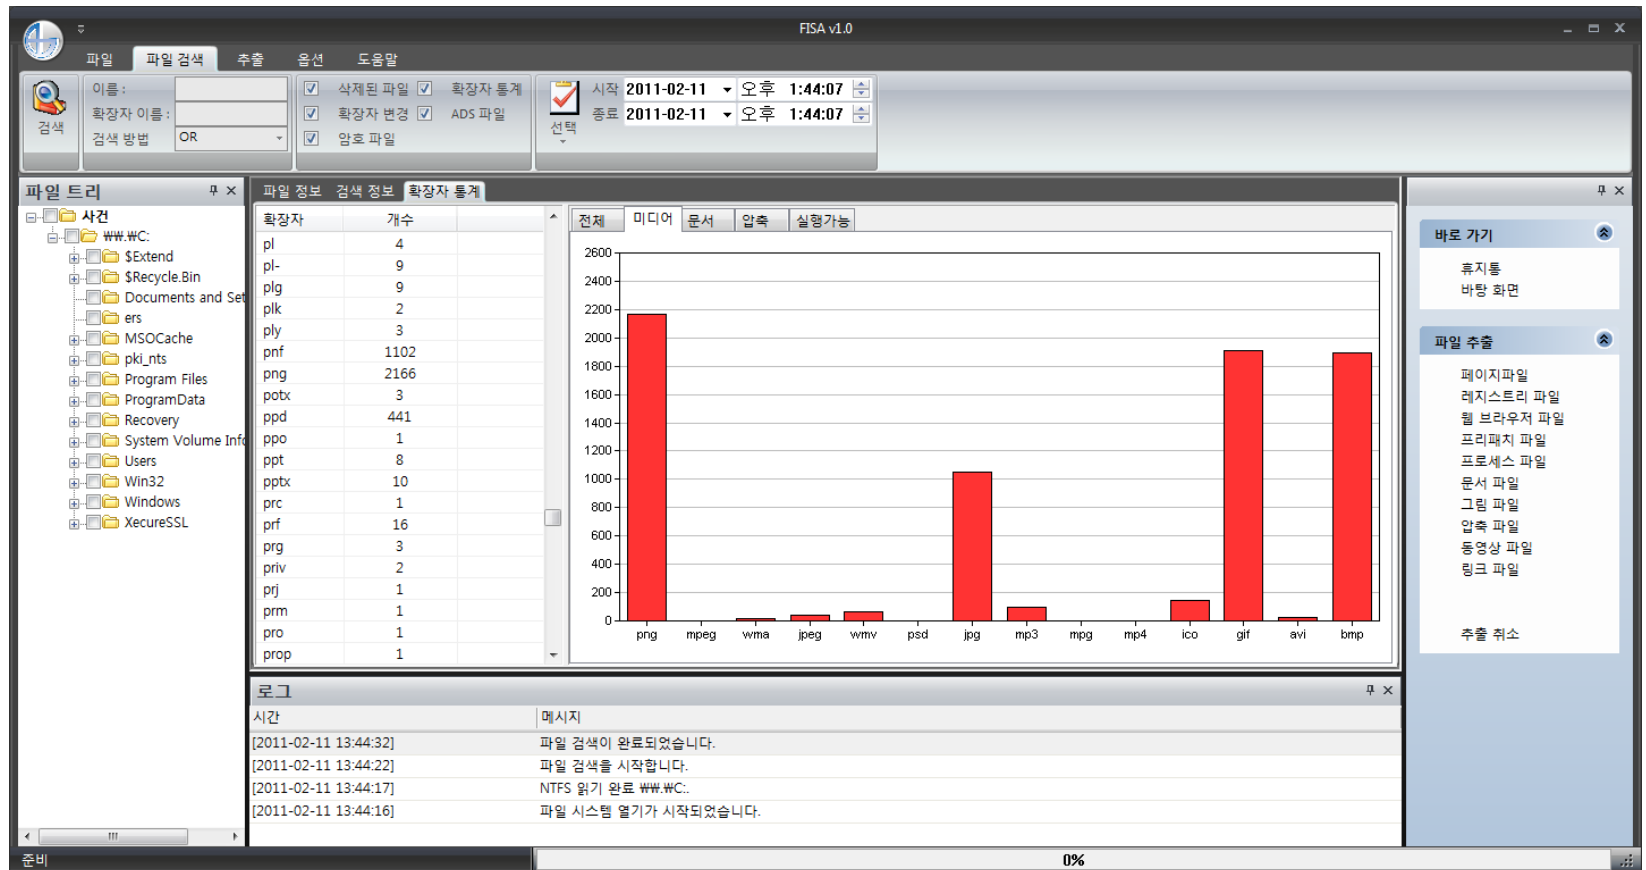 FISA v1.0
파일 파일 검색 추출 옵션 도움말
검색
이름 :
확장자 이름 :
검색 방법 OR
삭제된 파일 확장자 통계
확장자 변경 ADS 파일
암호 파일
선택
시작 2011-02-11 오후 1:44:07
종료 2011-02-11 오후 1:44:07
파일 트리
사건
₩₩.₩C:
$Extend
$Recycle.Bin
Documents and Set
ers
MSOCache
pki_nts
Program Files
ProgramData
Recovery
System Volume Info
Users
Win32
Windows
XecureSSL
파일 정보 검색 정보 확장자 통계
확장자 개수
pl 4
pl- 9
plg 9
plk 2
ply 3
pnf 1102
png 2166
potx 3
ppd 441
ppo 1
ppt 8
pptx 10
prc 1
prf 16
prg 3
priv 2
prj 1
prm 1
pro 1
prop 1
전체 미디어 문서 압축 실행가능
2600
2400
2200
2000
1800
1600
1400
1200
1000
800
600
400
200
0
png mpeg wma jpeg wmv psd jpg mp3 mpg mp4 ico gif avi bmp
바로 가기
휴지통
바탕 화면
파일 추출
페이지파일
레지스트리 파일
웹 브라우저 파일
프리패치 파일
프로세스 파일
문서 파일
그림 파일
압축 파일
동영상 파일
링크 파일
추출 취소
로그
시간 메시지
[2011-02-11 13:44:32] 파일 검색이 완료되었습니다.
[2011-02-11 13:44:22] 파일 검색을 시작합니다.
[2011-02-11 13:44:17] NTFS 읽기 완료 ₩₩.₩C:.
[2011-02-11 13:44:16] 파일 시스템 열기가 시작되었습니다.
준비 0%